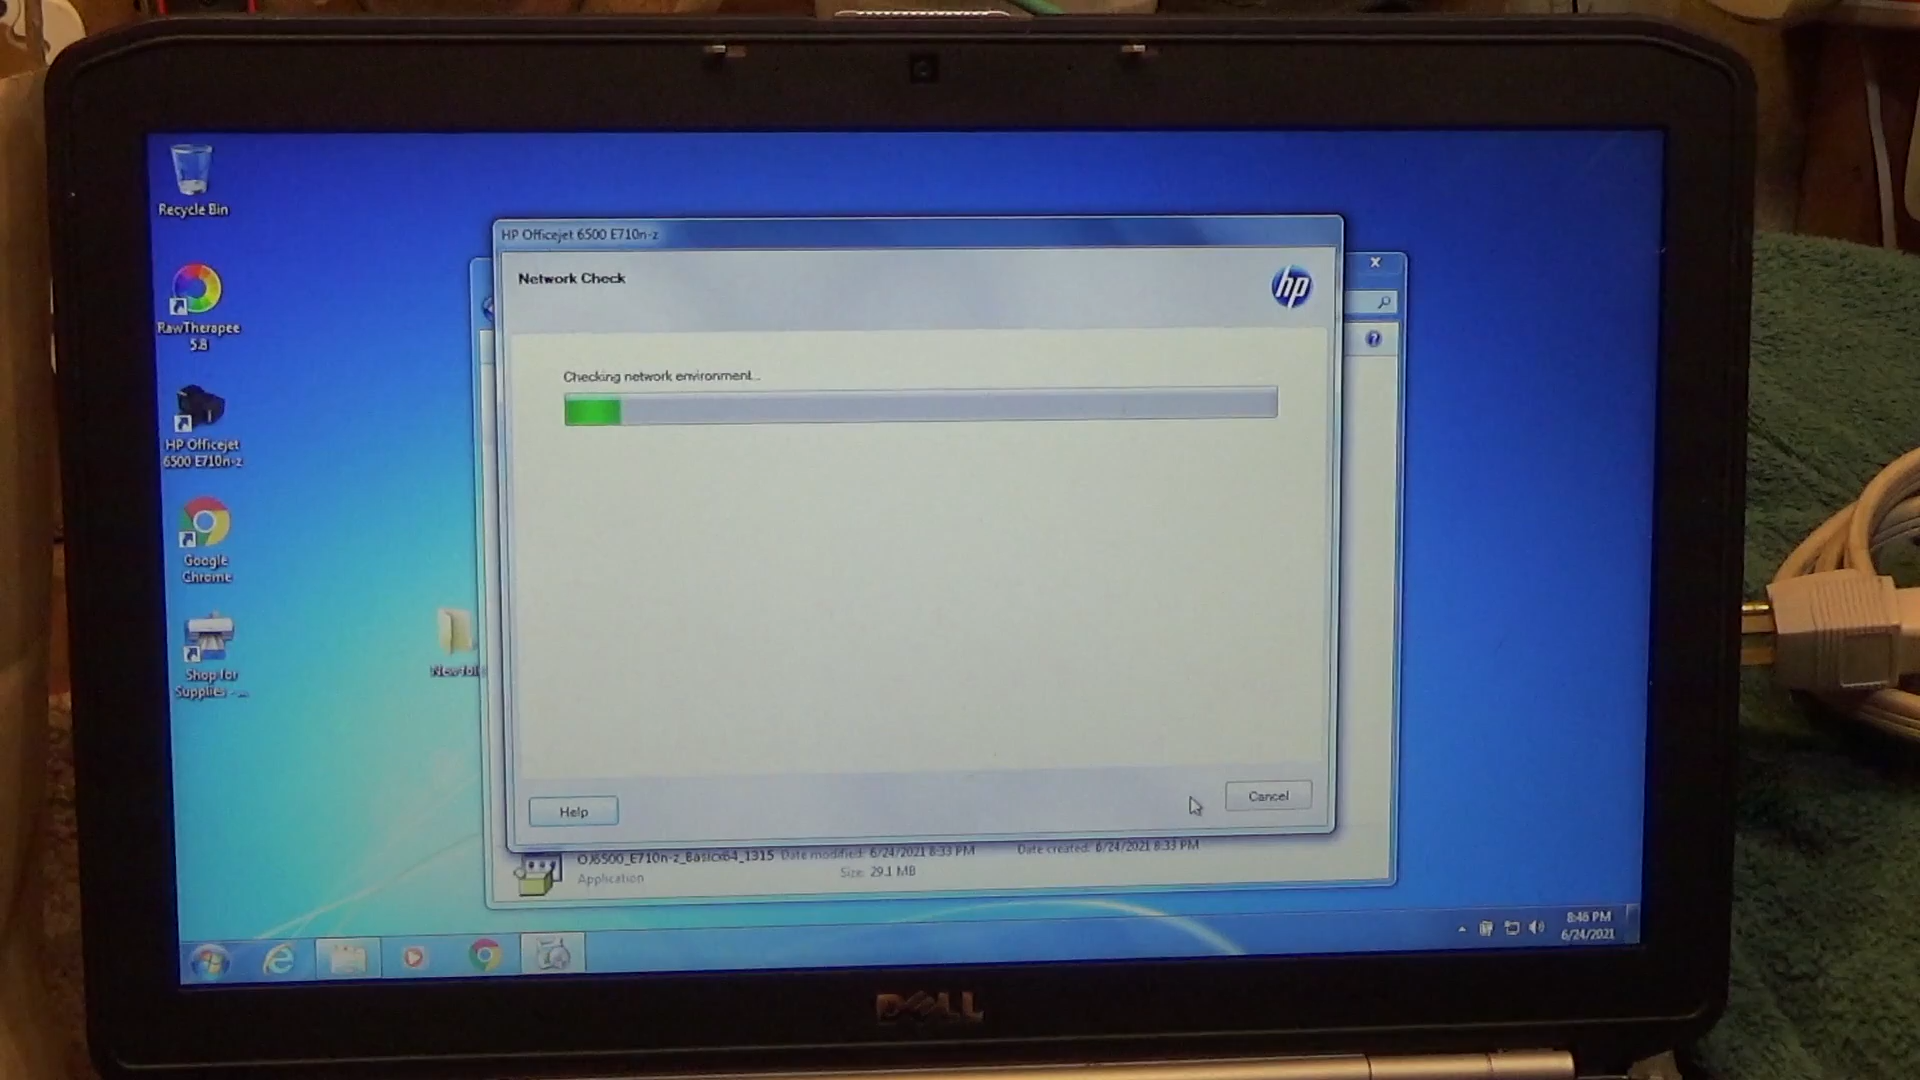 Recycle Bin
RawTherapee
5.8
HP Officejet
6500 E710n-z
Google
Chrome
Shop for
Supplies - ...
New fol
HP Officejet 6500 E710n-z
Network Check
hp
Checking network environment...
Help
Cancel
OJ6500_E710n-z_Basicx64_1315 Date modified: 6/24/2021 8:33 PM Date created: 6/24/2021 8:33 PM
Application Size: 29.1 MB
8:46 PM
6/24/2021
DELL